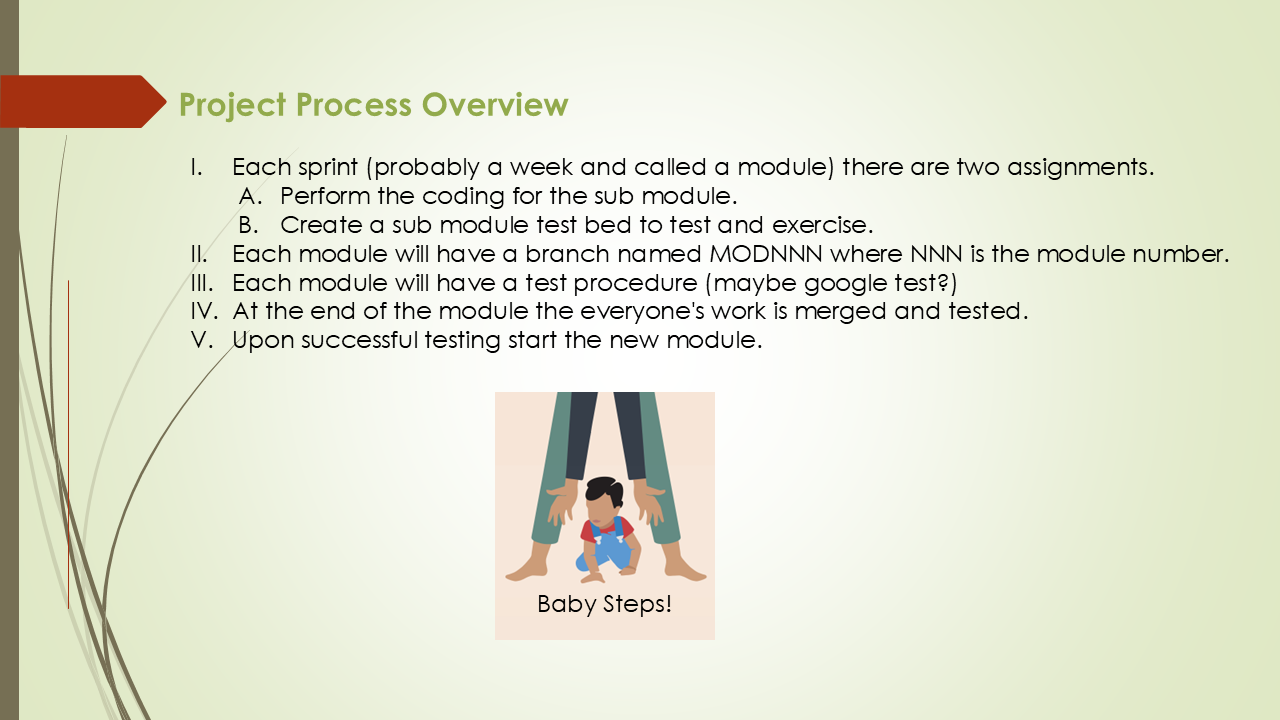 Project Process Overview
I. Each sprint (probably a week and called a module) there are two assignments.
A. Perform the coding for the sub module.
B. Create a sub module test bed to test and exercise.
II. Each module will have a branch named MODNNN where NNN is the module number.
III. Each module will have a test procedure (maybe google test?)
IV. At the end of the module the everyone's work is merged and tested.
V. Upon successful testing start the new module.
Baby Steps!